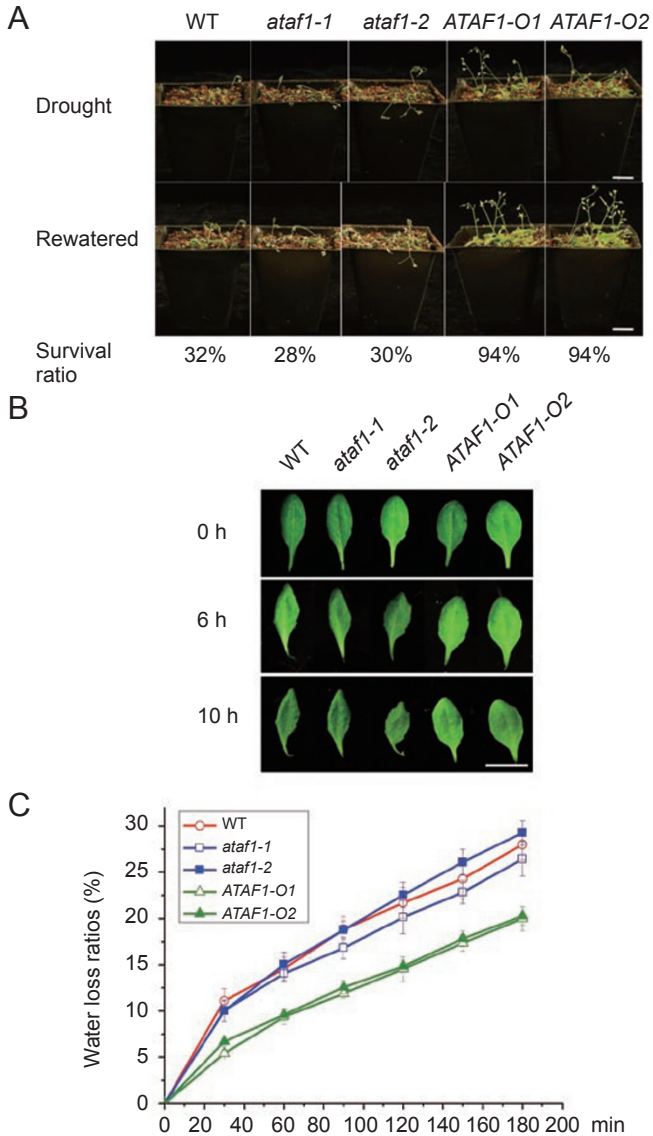 A
WT ataf1-1 ataf1-2 ATAF1-O1 ATAF1-O2
Drought
Rewatered
Survival
ratio
32% 28% 30% 94% 94%
B
WT ataf1-1 ataf1-2 ATAF1-O1 ATAF1-O2
0 h
6 h
10 h
C
Water loss ratios (%)
30
25
20
15
10
5
0
WT
ataf1-1
ataf1-2
ATAF1-O1
ATAF1-O2
0 20 40 60 80 100 120 140 160 180 200 min